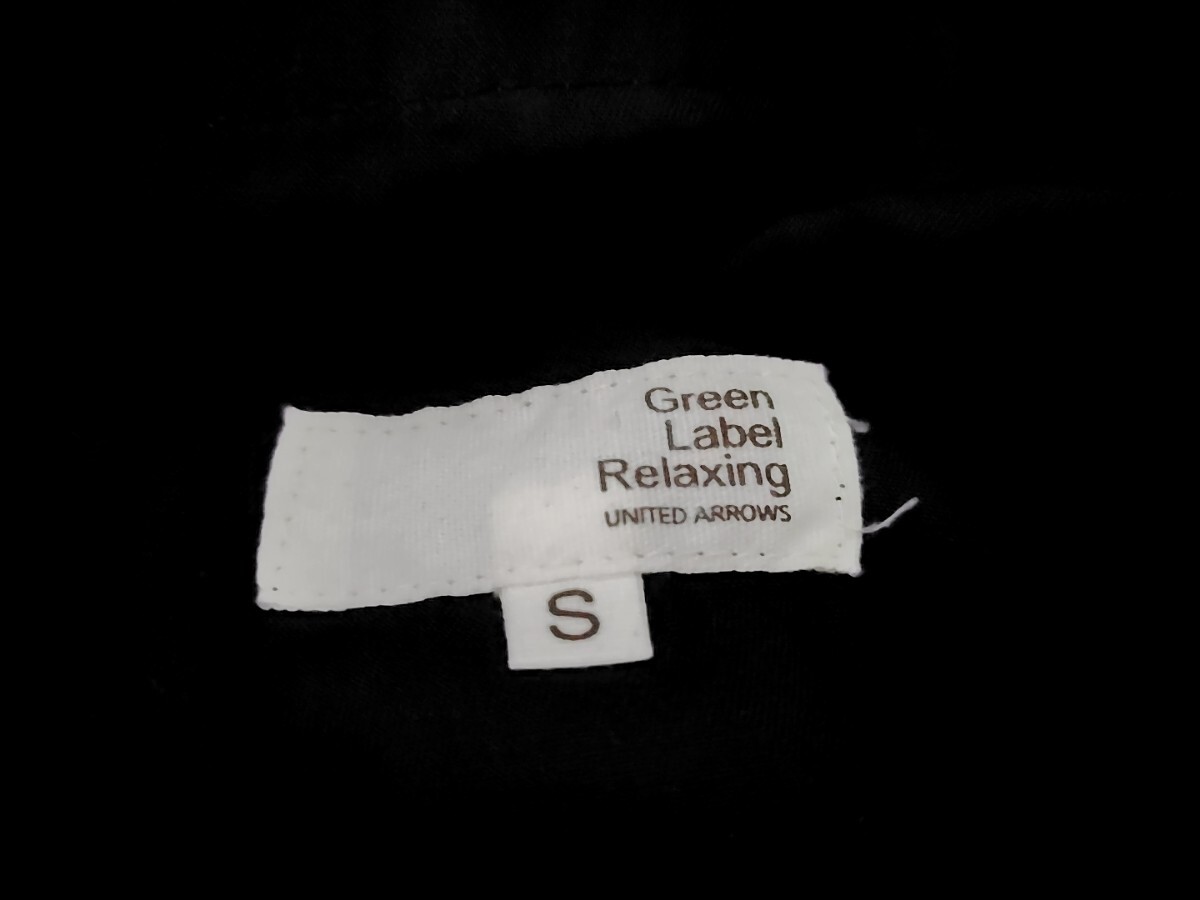 Green
Label
Relaxing
UNITED ARROWS
S